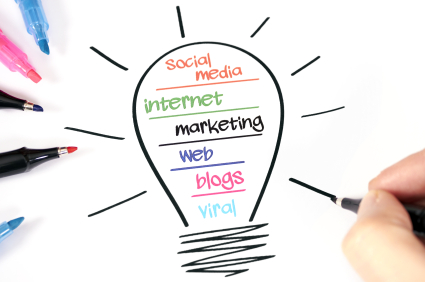 social
media
internet
marketing
web
blogs
viral